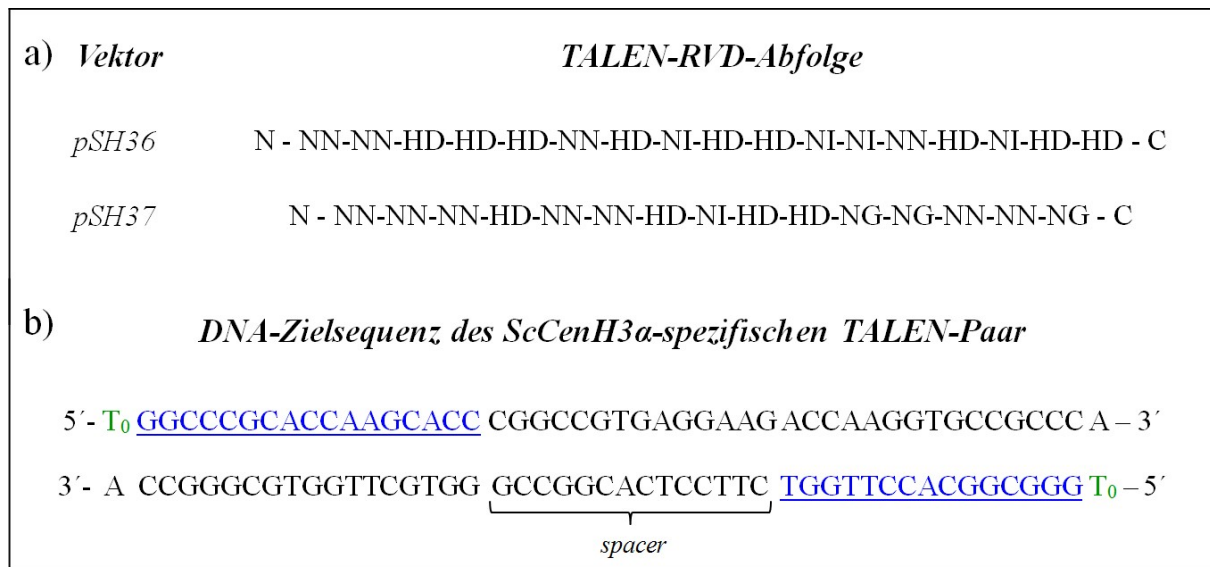 a) Vektor TALEN-RVD-Abfolge
pSH36 N - NN-NN-HD-HD-HD-NN-HD-NI-HD-HD-NI-NI-NN-HD-NI-HD-HD - C
pSH37 N - NN-NN-NN-HD-NN-NN-HD-NI-HD-HD-NG-NG-NN-NN-NG - C
b) DNA-Zielsequenz des ScCenH3α-spezifischen TALEN-Paar
5´- T₀ GGCCCGCACCAAGCACC CGGCCGTGAGGAAG ACCAAGGTGCCGCCC A – 3´
3´- A CCGGGCGTGGTTCGTGG GCCGGCACTCCTTC TGGTTCCACGGCGGG T₀ – 5´
spacer